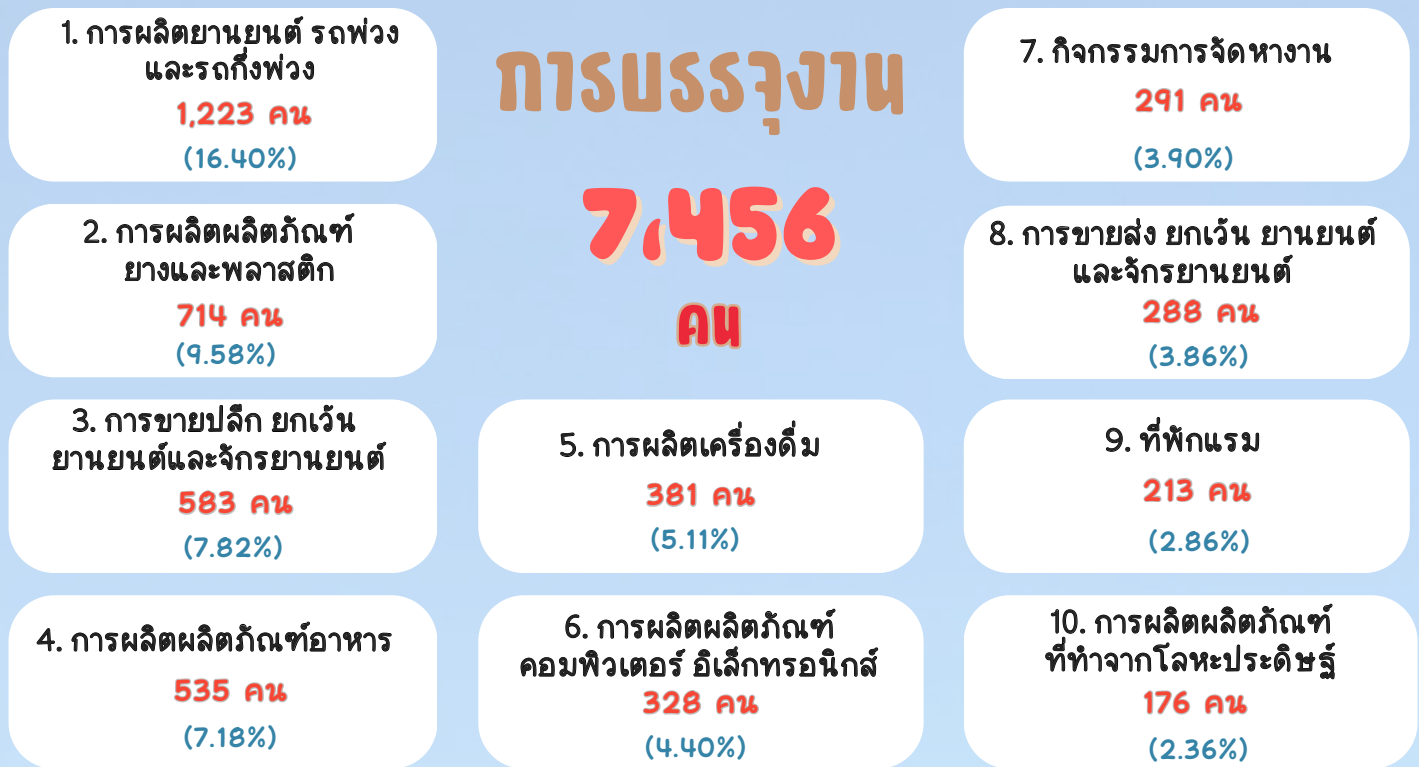 การบรรจุงาน
7,456
คน
1. การผลิตยานยนต์ รถพ่วง
และรถกึ่งพ่วง
1,223 คน
(16.40%)
2. การผลิตผลิตภัณฑ์
ยางและพลาสติก
714 คน
(9.58%)
3. การขายปลีก ยกเว้น
ยานยนต์และจักรยานยนต์
583 คน
(7.82%)
4. การผลิตผลิตภัณฑ์อาหาร
535 คน
(7.18%)
5. การผลิตเครื่องดื่ม
381 คน
(5.11%)
6. การผลิตผลิตภัณฑ์
คอมพิวเตอร์ อิเล็กทรอนิกส์
328 คน
(4.40%)
7. กิจกรรมการจัดหางาน
291 คน
(3.90%)
8. การขายส่ง ยกเว้น ยานยนต์
และจักรยานยนต์
288 คน
(3.86%)
9. ที่พักแรม
213 คน
(2.86%)
10. การผลิตผลิตภัณฑ์
ที่ทำจากโลหะประดิษฐ์
176 คน
(2.36%)